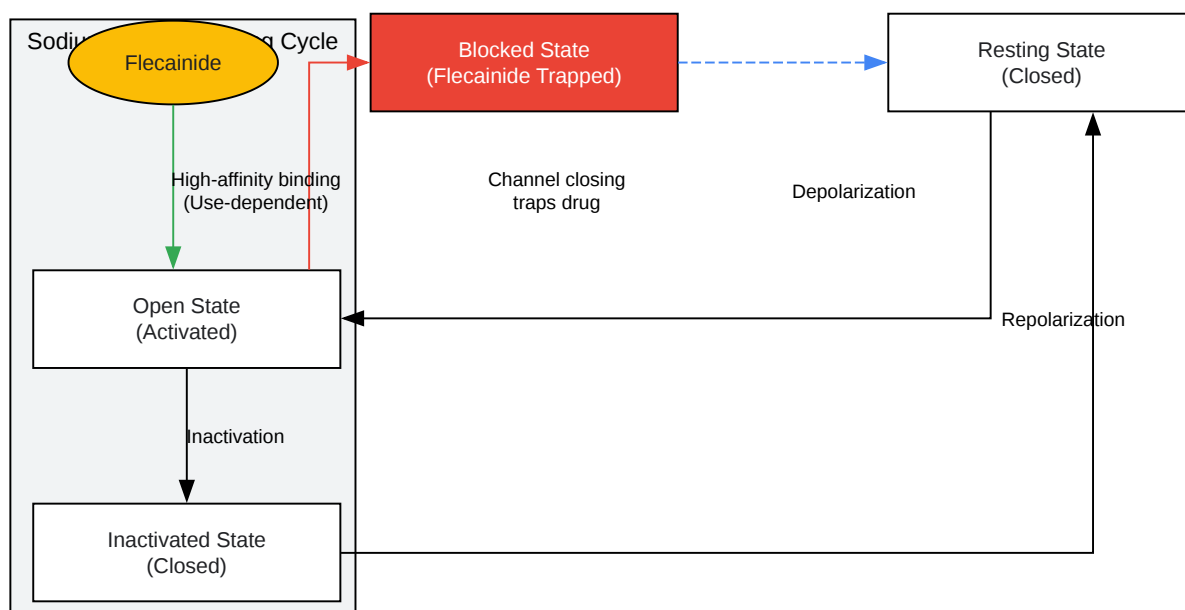 Sodiu g Cycle
Flecainide
Blocked State
(Flecainide Trapped)
Resting State
(Closed)
High-affinity binding
(Use-dependent)
Channel closing
traps drug
Depolarization
Open State
(Activated)
Repolarization
Inactivation
Inactivated State
(Closed)